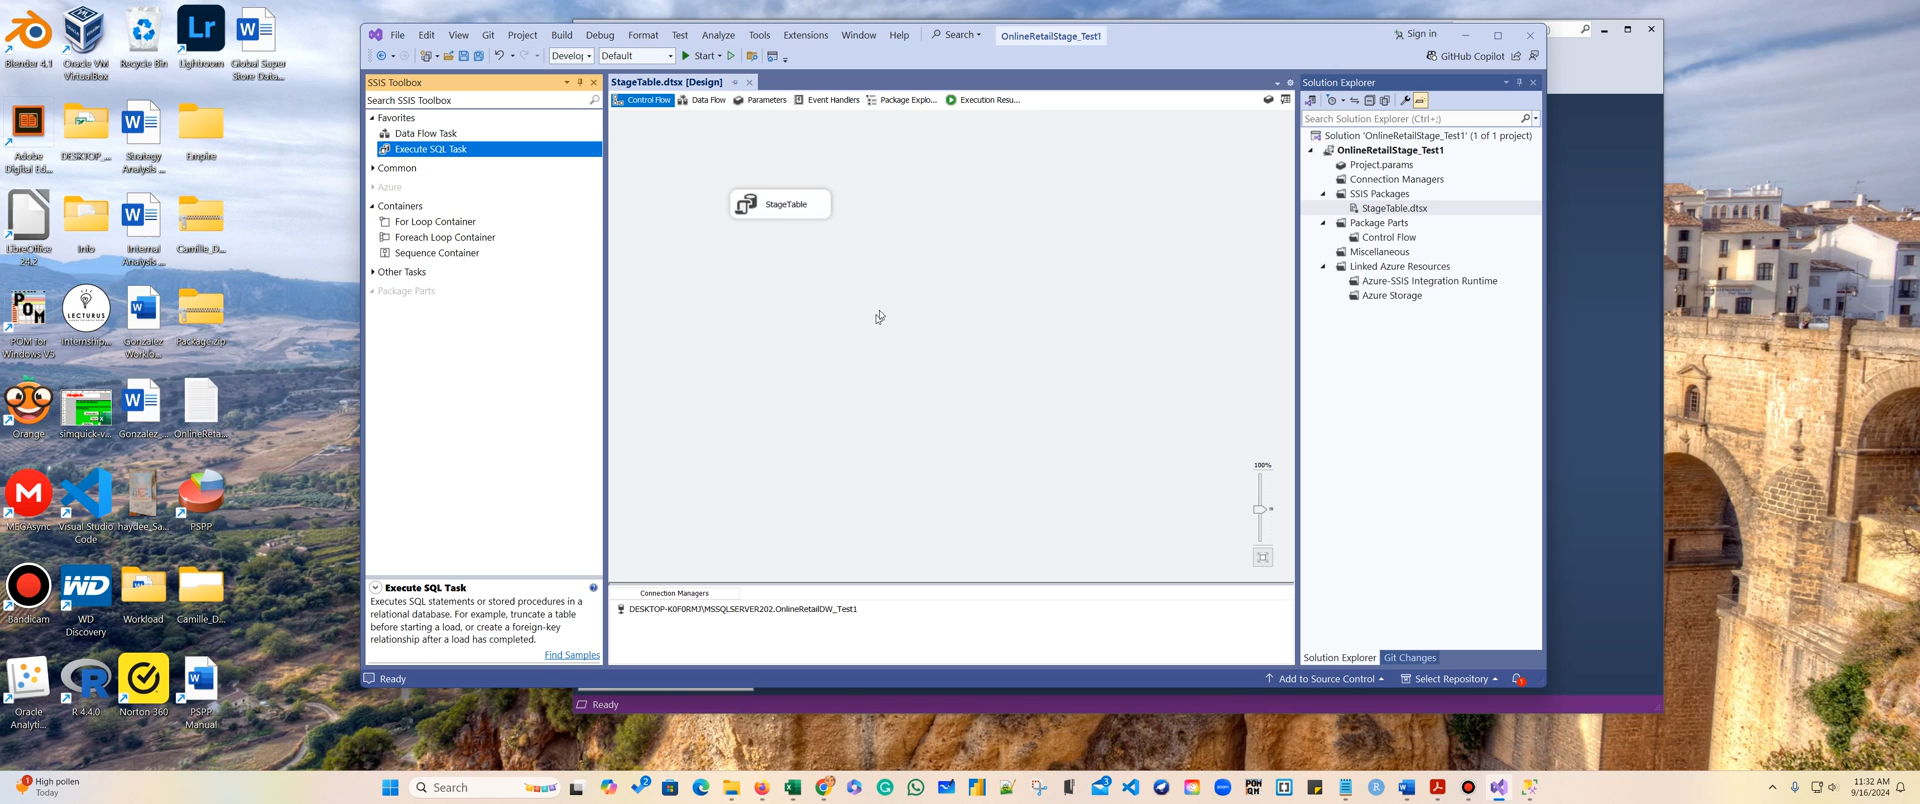 Blender 4.1
Oracle VM
VirtualBox
Recycle Bin
Lightroom
Global Super
Store Data...
Adobe
Digital Ed...
DESKTOP_...
Strategy
Analysis ...
Empire
LibreOffice
24.2
Info
Internal
Analysis ...
Camille_D...
POM for
Windows V5
LECTURUS
Internship...
Gonzalez
Worklo...
Package.zip
Orange
simquick-v...
Gonzalez_...
OnlineReta...
MEGAsync
Visual Studio
Code
haydee_Sa...
PSPP
Bandicam
WD
Discovery
Workload
Camille_D...
Oracle
Analyti...
R 4.4.0
Norton 360
PSPP
Manual
File Edit View Git Project Build Debug Format Test Analyze Tools Extensions Window Help Search OnlineRetailStage_Test1 Sign in
Develop Default Start GitHub Copilot
SSIS Toolbox
Search SSIS Toolbox
Favorites
Data Flow Task
Execute SQL Task
Common
Azure
Containers
For Loop Container
Foreach Loop Container
Sequence Container
Other Tasks
Package Parts
Execute SQL Task
Executes SQL statements or stored procedures in a
relational database. For example, truncate a table
before starting a load, or create a foreign-key
relationship after a load has completed.
Find Samples
StageTable.dtsx [Design]
Control Flow Data Flow Parameters Event Handlers Package Explo... Execution Resu...
StageTable
100%
Connection Managers
DESKTOP-K0F0RMJ\MSSQLSERVER202.OnlineRetailDW_Test1
Solution Explorer
Search Solution Explorer (Ctrl+;)
Solution 'OnlineRetailStage_Test1' (1 of 1 project)
OnlineRetailStage_Test1
Project.params
Connection Managers
SSIS Packages
StageTable.dtsx
Package Parts
Control Flow
Miscellaneous
Linked Azure Resources
Azure-SSIS Integration Runtime
Azure Storage
Solution Explorer Git Changes
Ready Add to Source Control Select Repository 1
Ready
1 High pollen
Today
Search
2
3
11:32 AM
9/16/2024